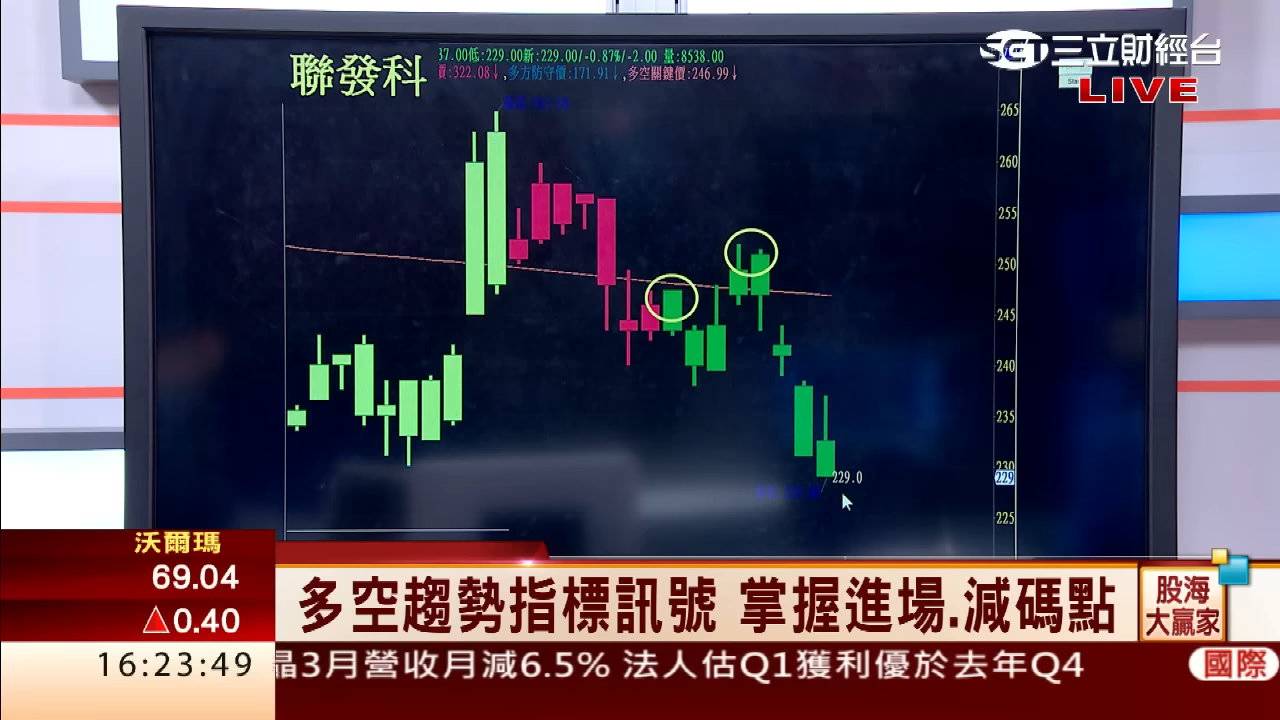 聯發科
37.00低:229.00新:229.00/-0.87%/-2.00 量:8538.00
價:322.08↓,多方防守價:171.91↓,多空關鍵價:246.99↓
SET三立財經台
LIVE
265
260
255
250
245
240
235
230
229
225
229.0
沃爾瑪
69.04
△0.40
多空趨勢指標訊號 掌握進場.減碼點
股海
大贏家
16:23:49
晶3月營收月減6.5% 法人估Q1獲利優於去年Q4
國際